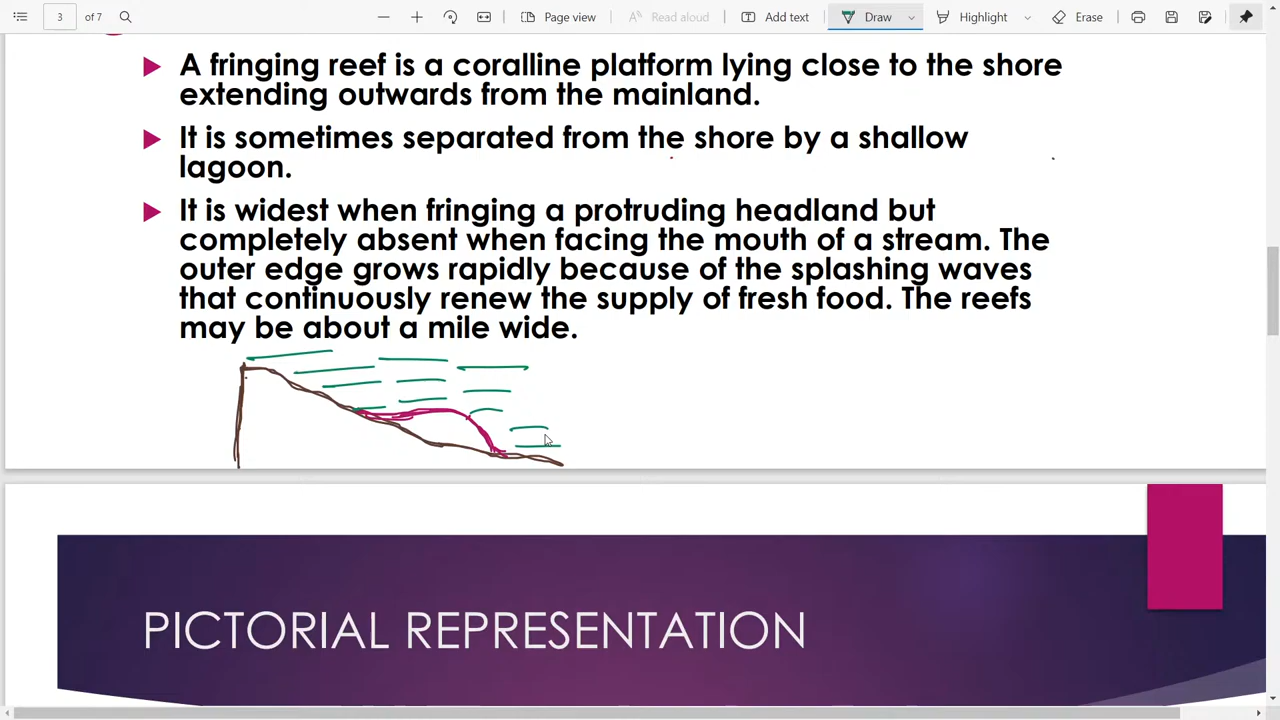 3 of 7
Page view
Read aloud
Add text
Draw
Highlight
Erase
A fringing reef is a coralline platform lying close to the shore
extending outwards from the mainland.
It is sometimes separated from the shore by a shallow
lagoon.
It is widest when fringing a protruding headland but
completely absent when facing the mouth of a stream. The
outer edge grows rapidly because of the splashing waves
that continuously renew the supply of fresh food. The reefs
may be about a mile wide.
PICTORIAL REPRESENTATION